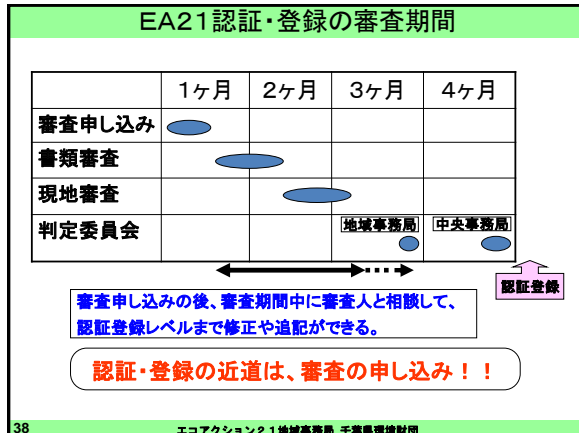 EA21認証・登録の審査期間
1ヶ月 2ヶ月 3ヶ月 4ヶ月
審査申し込み
書類審査
現地審査
判定委員会 地域事務局 中央事務局
認証登録
審査申し込みの後、審査期間中に審査人と相談して、
認証登録レベルまで修正や追記ができる。
認証・登録の近道は、審査の申し込み！！
38 エコアクション２１地域事務局 千葉県環境財団